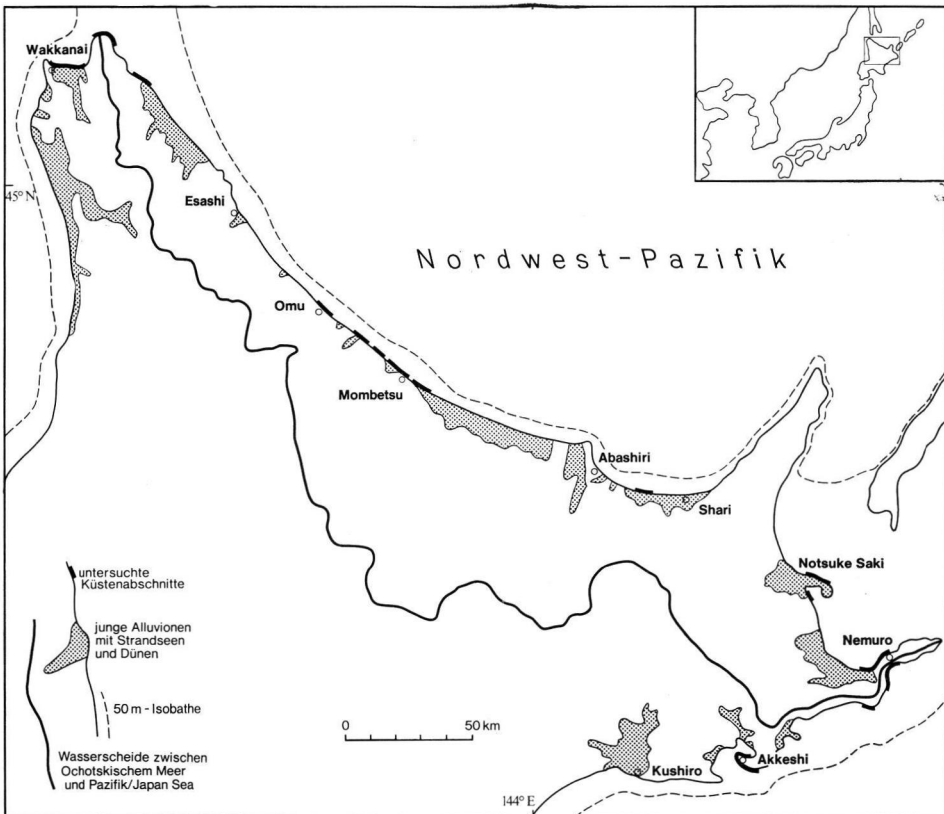 Wakkanai
45° N
Esashi
Nordwest-Pazifik
Omu
Mombetsu
Abashiri
Shari
Notsuke Saki
Nemuro
untersuchte
Küstenabschnitte
junge Alluvionen
mit Strandseen
und Dünen
50 m - Isobathe
Wasserscheide zwischen
Ochotskischem Meer
und Pazifik/Japan Sea
0 50 km
Kushiro
Akkeshi
144° E